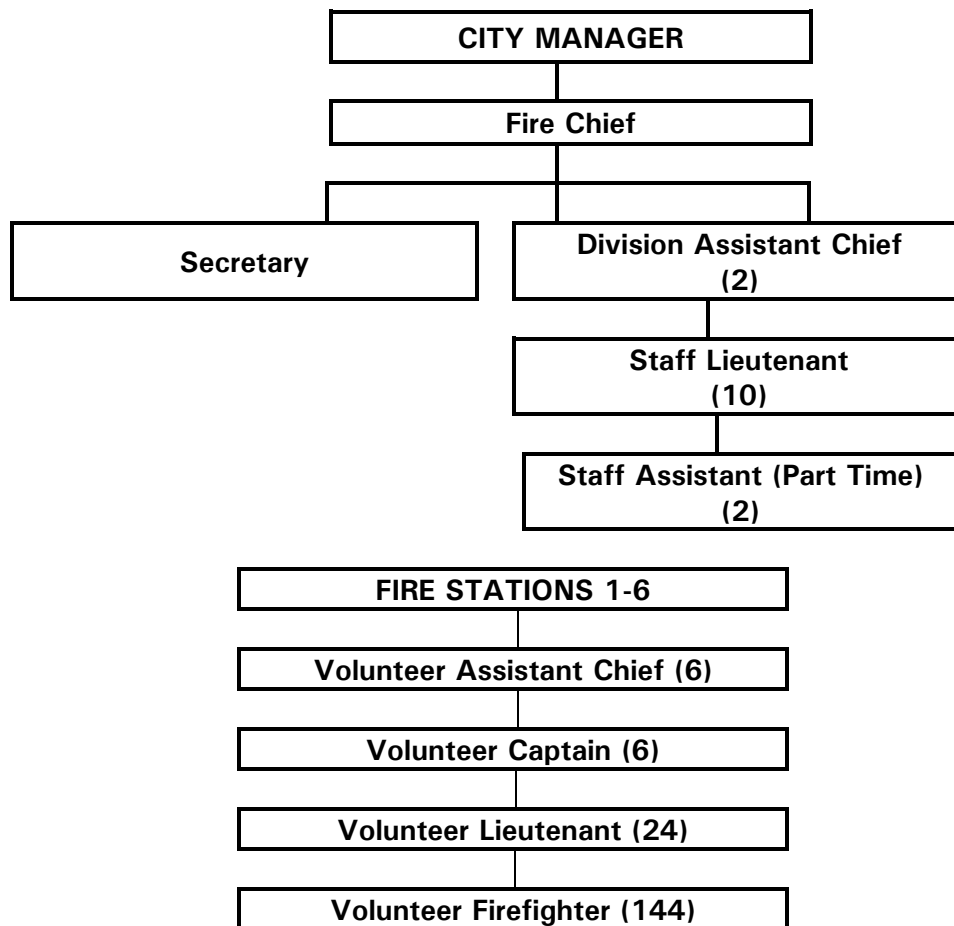 CITY MANAGER
Fire Chief
Secretary
Division Assistant Chief
(2)
Staff Lieutenant
(10)
Staff Assistant (Part Time)
(2)
FIRE STATIONS 1-6
Volunteer Assistant Chief (6)
Volunteer Captain (6)
Volunteer Lieutenant (24)
Volunteer Firefighter (144)